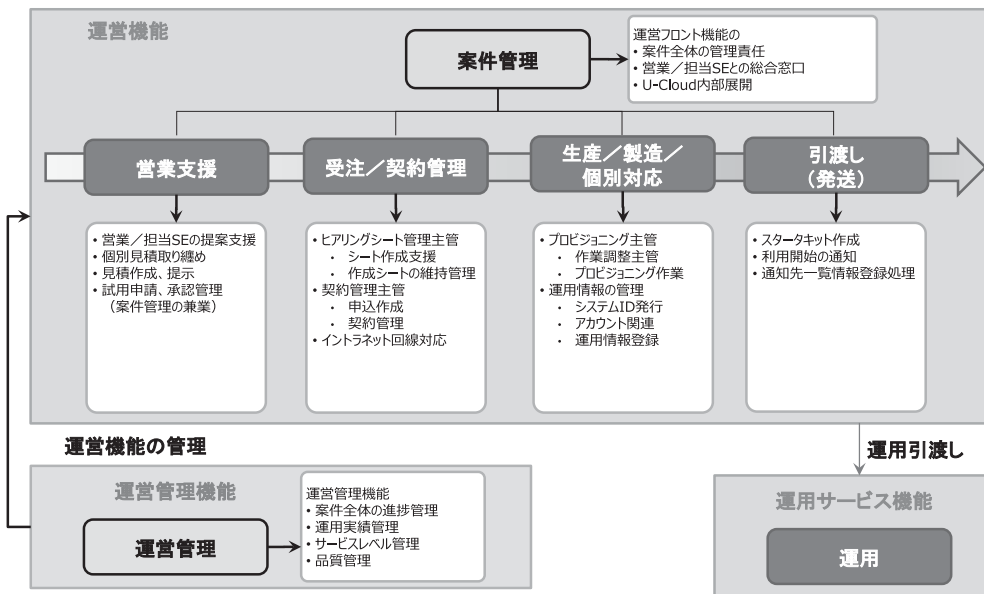 運営機能
案件管理
運営フロント機能の
・案件全体の管理責任
・営業／担当SEとの総合窓口
・U-Cloud内部展開
営業支援
受注／契約管理
生産／製造／
個別対応
引渡し
（発送）
・営業／担当SEの提案支援
・個別見積取り纏め
・見積作成、提示
・試用申請、承認管理
（案件管理の兼業）
・ヒアリングシート管理主管
・シート作成支援
・作成シートの維持管理
・契約管理主管
・申込作成
・契約管理
・イントラネット回線対応
・プロビジョニング主管
・作業調整主管
・プロビジョニング作業
・運用情報の管理
・システムID発行
・アカウント関連
・運用情報登録
・スタータキット作成
・利用開始の通知
・通知先一覧情報登録処理
運営機能の管理
運用引渡し
運営管理機能
運営管理
運営管理機能
・案件全体の進捗管理
・運用実績管理
・サービスレベル管理
・品質管理
運用サービス機能
運用